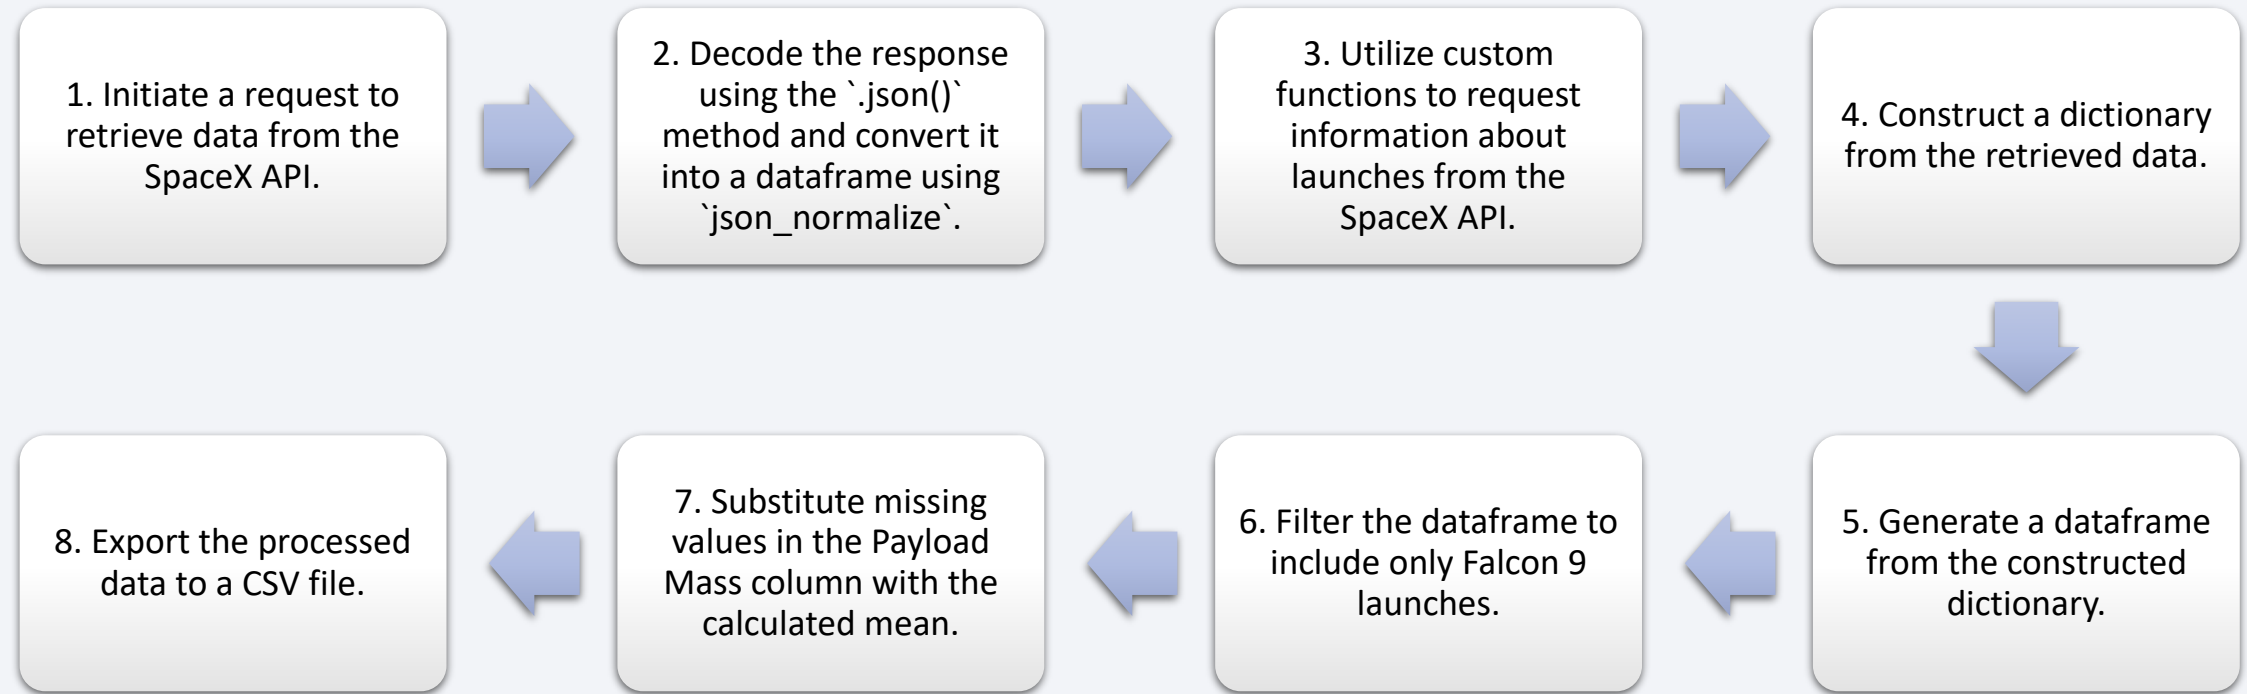 1. Initiate a request to
retrieve data from the
SpaceX API.
2. Decode the response
using the `.json()`
method and convert it
into a dataframe using
`json_normalize`.
3. Utilize custom
functions to request
information about
launches from the
SpaceX API.
4. Construct a dictionary
from the retrieved data.
5. Generate a dataframe
from the constructed
dictionary.
6. Filter the dataframe to
include only Falcon 9
launches.
7. Substitute missing
values in the Payload
Mass column with the
calculated mean.
8. Export the processed
data to a CSV file.